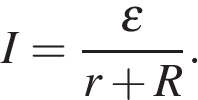 I = ε / (r + R).